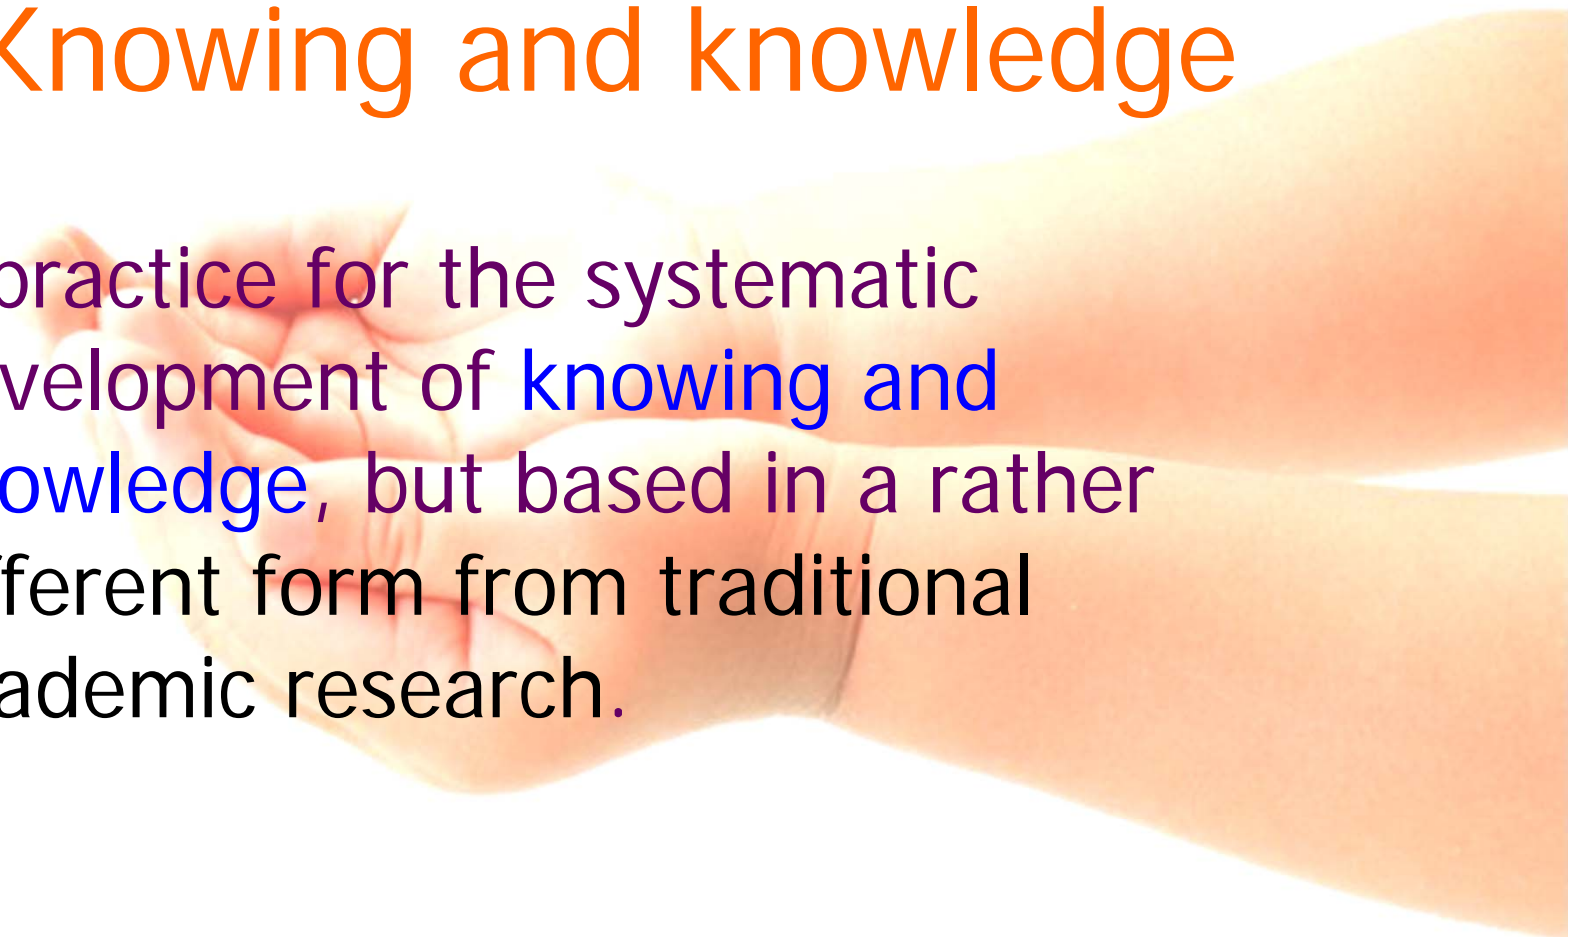 Knowing and knowledge
practice for the systematic
velopment of knowing and
owledge, but based in a rather
fferent form from traditional
ademic research.